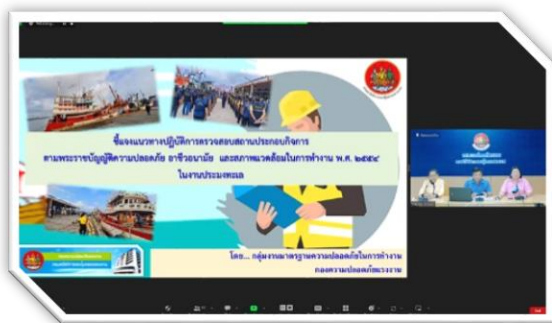 ชี้แจงแนวทางปฏิบัติการตรวจสอบสถานประกอบกิจการ
ตามพระราชบัญญัติความปลอดภัย อาชีวอนามัย และสภาพแวดล้อมในการทำงาน พ.ศ. ๒๕๕๔
ในงานประมงทะเล
โดย... กลุ่มงานมาตรฐานความปลอดภัยในการทำงาน
กองความปลอดภัยแรงงาน